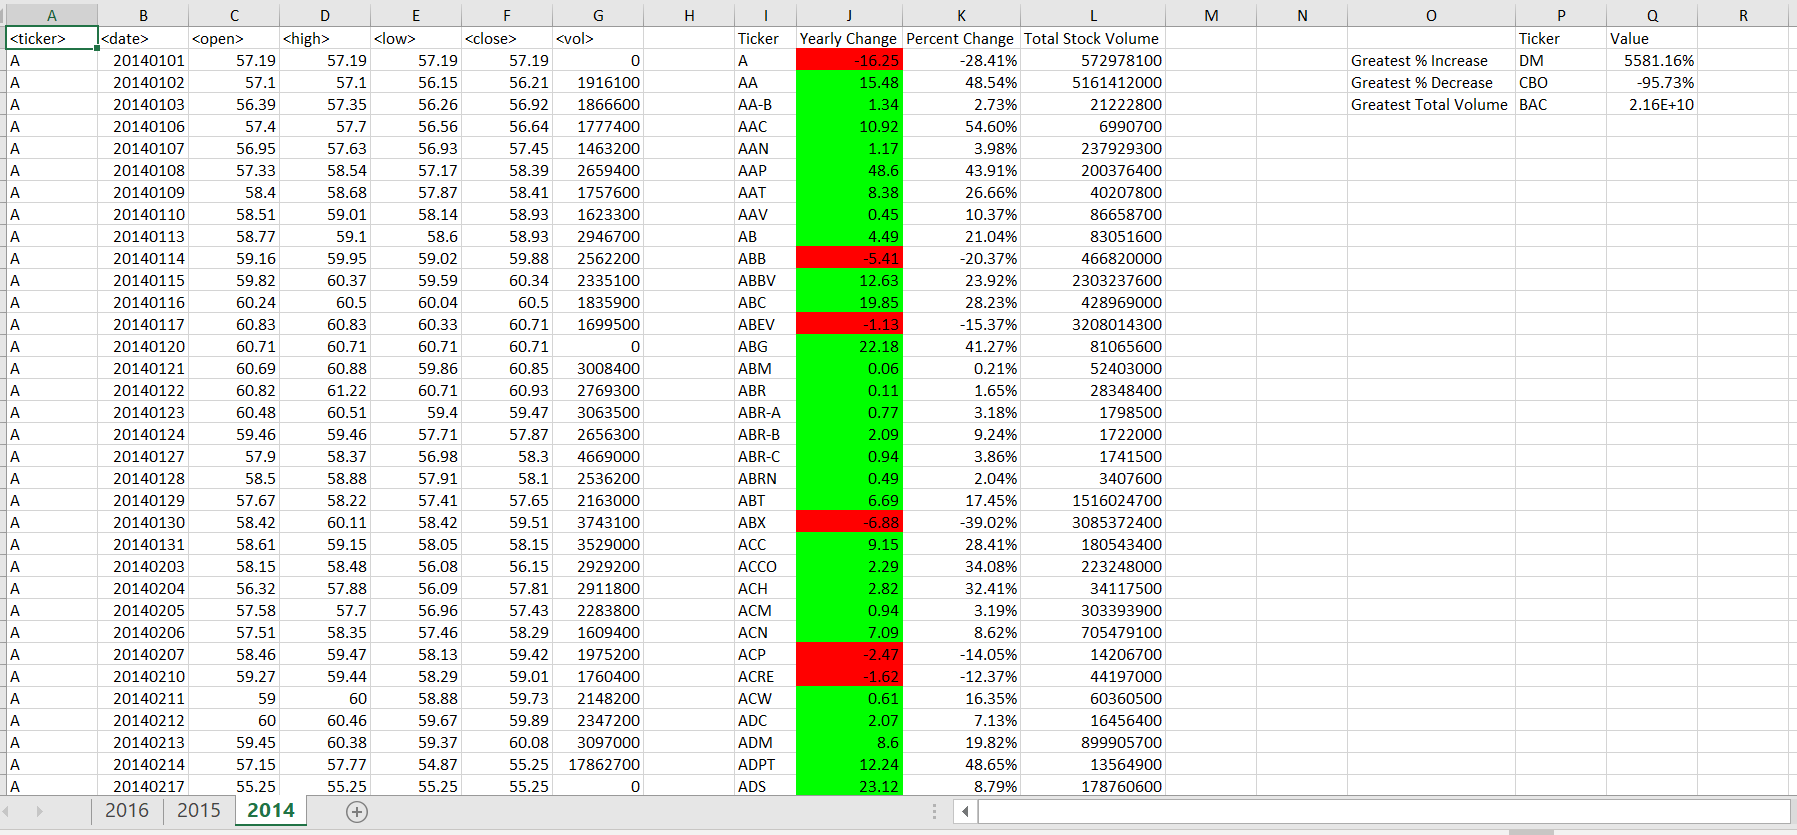 A B C D E F G H I J K L M N O P Q R
<ticker> <date> <open> <high> <low> <close> <vol> Ticker Yearly Change Percent Change Total Stock Volume Ticker Value
A 20140101 57.19 57.19 57.19 57.19 0 A -16.25 -28.41% 572978100 Greatest % Increase DM 5581.16%
A 20140102 57.1 57.1 56.15 56.21 1916100 AA 15.48 48.54% 5161412000 Greatest % Decrease CBO -95.73%
A 20140103 56.39 57.35 56.26 56.92 1866600 AA-B 1.34 2.73% 21222800 Greatest Total Volume BAC 2.16E+10
A 20140106 57.4 57.7 56.56 56.64 1777400 AAC 10.92 54.60% 6990700
A 20140107 56.95 57.63 56.93 57.45 1463200 AAN 1.17 3.98% 237929300
A 20140108 57.33 58.54 57.17 58.39 2659400 AAP 48.6 43.91% 200376400
A 20140109 58.4 58.68 57.87 58.41 1757600 AAT 8.38 26.66% 40207800
A 20140110 58.51 59.01 58.14 58.93 1623300 AAV 0.45 10.37% 86658700
A 20140113 58.77 59.1 58.6 58.93 2946700 AB 4.49 21.04% 83051600
A 20140114 59.16 59.95 59.02 59.88 2562200 ABB -5.41 -20.37% 466820000
A 20140115 59.82 60.37 59.59 60.34 2335100 ABBV 12.63 23.92% 2303237600
A 20140116 60.24 60.5 60.04 60.5 1835900 ABC 19.85 28.23% 428969000
A 20140117 60.83 60.83 60.33 60.71 1699500 ABEV -1.13 -15.37% 3208014300
A 20140120 60.71 60.71 60.71 60.71 0 ABG 22.18 41.27% 81065600
A 20140121 60.69 60.88 59.86 60.85 3008400 ABM 0.06 0.21% 52403000
A 20140122 60.82 61.22 60.71 60.93 2769300 ABR 0.11 1.65% 28348400
A 20140123 60.48 60.51 59.4 59.47 3063500 ABR-A 0.77 3.18% 1798500
A 20140124 59.46 59.46 57.71 57.87 2656300 ABR-B 2.09 9.24% 1722000
A 20140127 57.9 58.37 56.98 58.3 4669000 ABR-C 0.94 3.86% 1741500
A 20140128 58.5 58.88 57.91 58.1 2536200 ABRN 0.49 2.04% 3407600
A 20140129 57.67 58.22 57.41 57.65 2163000 ABT 6.69 17.45% 1516024700
A 20140130 58.42 60.11 58.42 59.51 3743100 ABX -6.88 -39.02% 3085372400
A 20140131 58.61 59.15 58.05 58.15 3529000 ACC 9.15 28.41% 180543400
A 20140203 58.15 58.48 56.08 56.15 2929200 ACCO 2.29 34.08% 223248000
A 20140204 56.32 57.88 56.09 57.81 2911800 ACH 2.82 32.41% 34117500
A 20140205 57.58 57.7 56.96 57.43 2283800 ACM 0.94 3.19% 303393900
A 20140206 57.51 58.35 57.46 58.29 1609400 ACN 7.09 8.62% 705479100
A 20140207 58.46 59.47 58.13 59.42 1975200 ACP -2.47 -14.05% 14206700
A 20140210 59.27 59.44 58.29 59.01 1760400 ACRE -1.62 -12.37% 44197000
A 20140211 59 60 58.88 59.73 2148200 ACW 0.61 16.35% 60360500
A 20140212 60 60.46 59.67 59.89 2347200 ADC 2.07 7.13% 16456400
A 20140213 59.45 60.38 59.37 60.08 3097000 ADM 8.6 19.82% 899905700
A 20140214 57.15 57.77 54.87 55.25 17862700 ADPT 12.24 48.65% 13564900
A 20140217 55.25 55.25 55.25 55.25 0 ADS 23.12 8.79% 178760600
2016 2015 2014